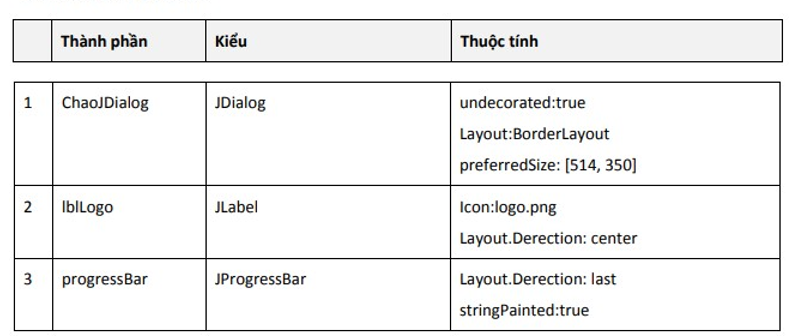 Thành phần Kiểu Thuộc tính
1 ChaoJDialog JDialog undecorated:true
Layout:BorderLayout
preferredSize: [514, 350]
2 lblLogo JLabel Icon:logo.png
Layout.Derection: center
3 progressBar JProgressBar Layout.Derection: last
stringPainted:true